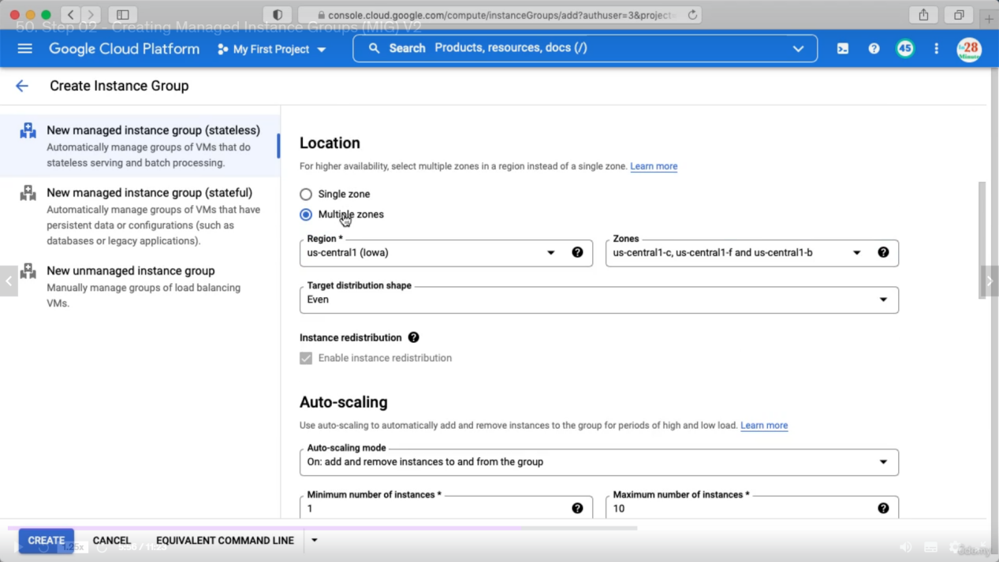 console.cloud.google.com/compute/instanceGroups/add?authuser=3&project=
50. Step 02 - Creating Managed Instance Groups (MIG) V2
Google Cloud Platform
My First Project
Search Products, resources, docs (/)
45
in28
Minutes
Create Instance Group
New managed instance group (stateless)
Automatically manage groups of VMs that do
stateless serving and batch processing.
New managed instance group (stateful)
Automatically manage groups of VMs that have
persistent data or configurations (such as
databases or legacy applications).
New unmanaged instance group
Manually manage groups of load balancing
VMs.
Location
For higher availability, select multiple zones in a region instead of a single zone. Learn more
Single zone
Multiple zones
Region *
us-central1 (Iowa)
Zones
us-central1-c, us-central1-f and us-central1-b
Target distribution shape
Even
Instance redistribution
Enable instance redistribution
Auto-scaling
Use auto-scaling to automatically add and remove instances to the group for periods of high and low load. Learn more
Auto-scaling mode
On: add and remove instances to and from the group
Minimum number of instances *
1
Maximum number of instances *
10
CREATE
CANCEL
EQUIVALENT COMMAND LINE
1.25x
5:56 / 11:23